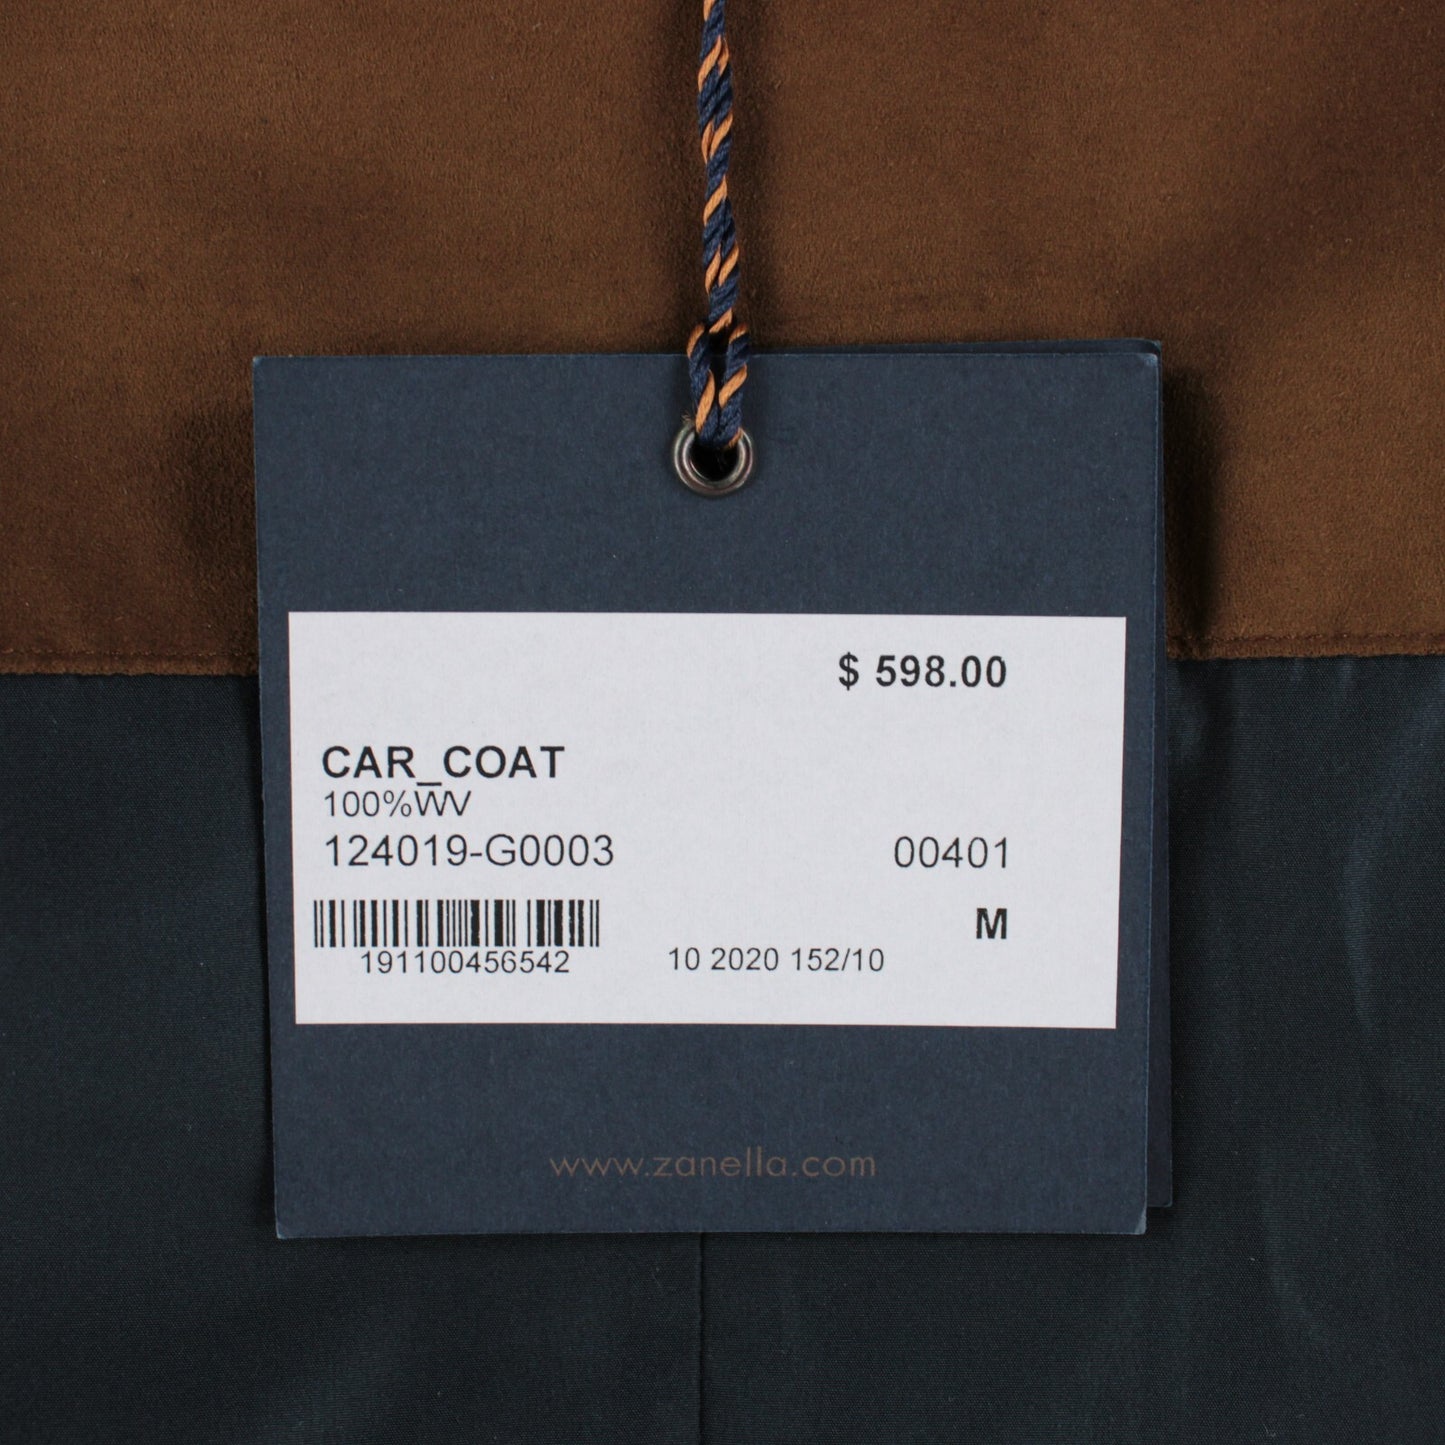 $ 598.00
CAR_COAT
100%WV
124019-G0003 00401
M
191100456542 10 2020 152/10
www.zanella.com